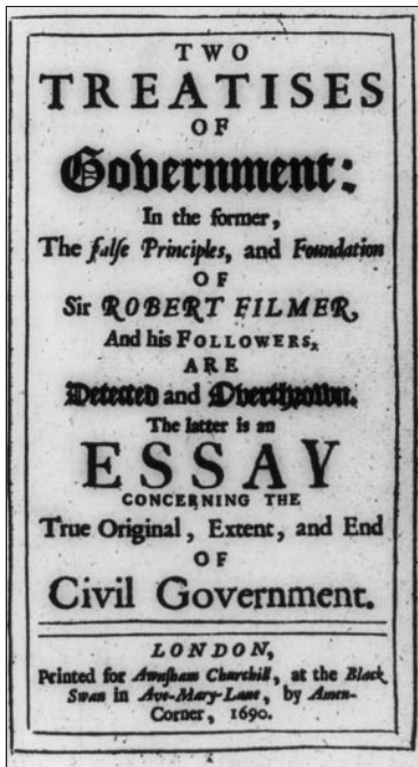 TWO
TREATISES
OF
Government:
In the former,
The false Principles, and Foundation
OF
Sir ROBERT FILMER,
And his FOLLOWERS,
ARE
Detected and Overthrown.
The latter is an
ESSAY
CONCERNING THE
True Original, Extent, and End
OF
Civil Government.
LONDON,
Printed for Awnsham Churchill, at the Black
Swan in Ave-Mary-Lane, by Amen-
Corner, 1690.